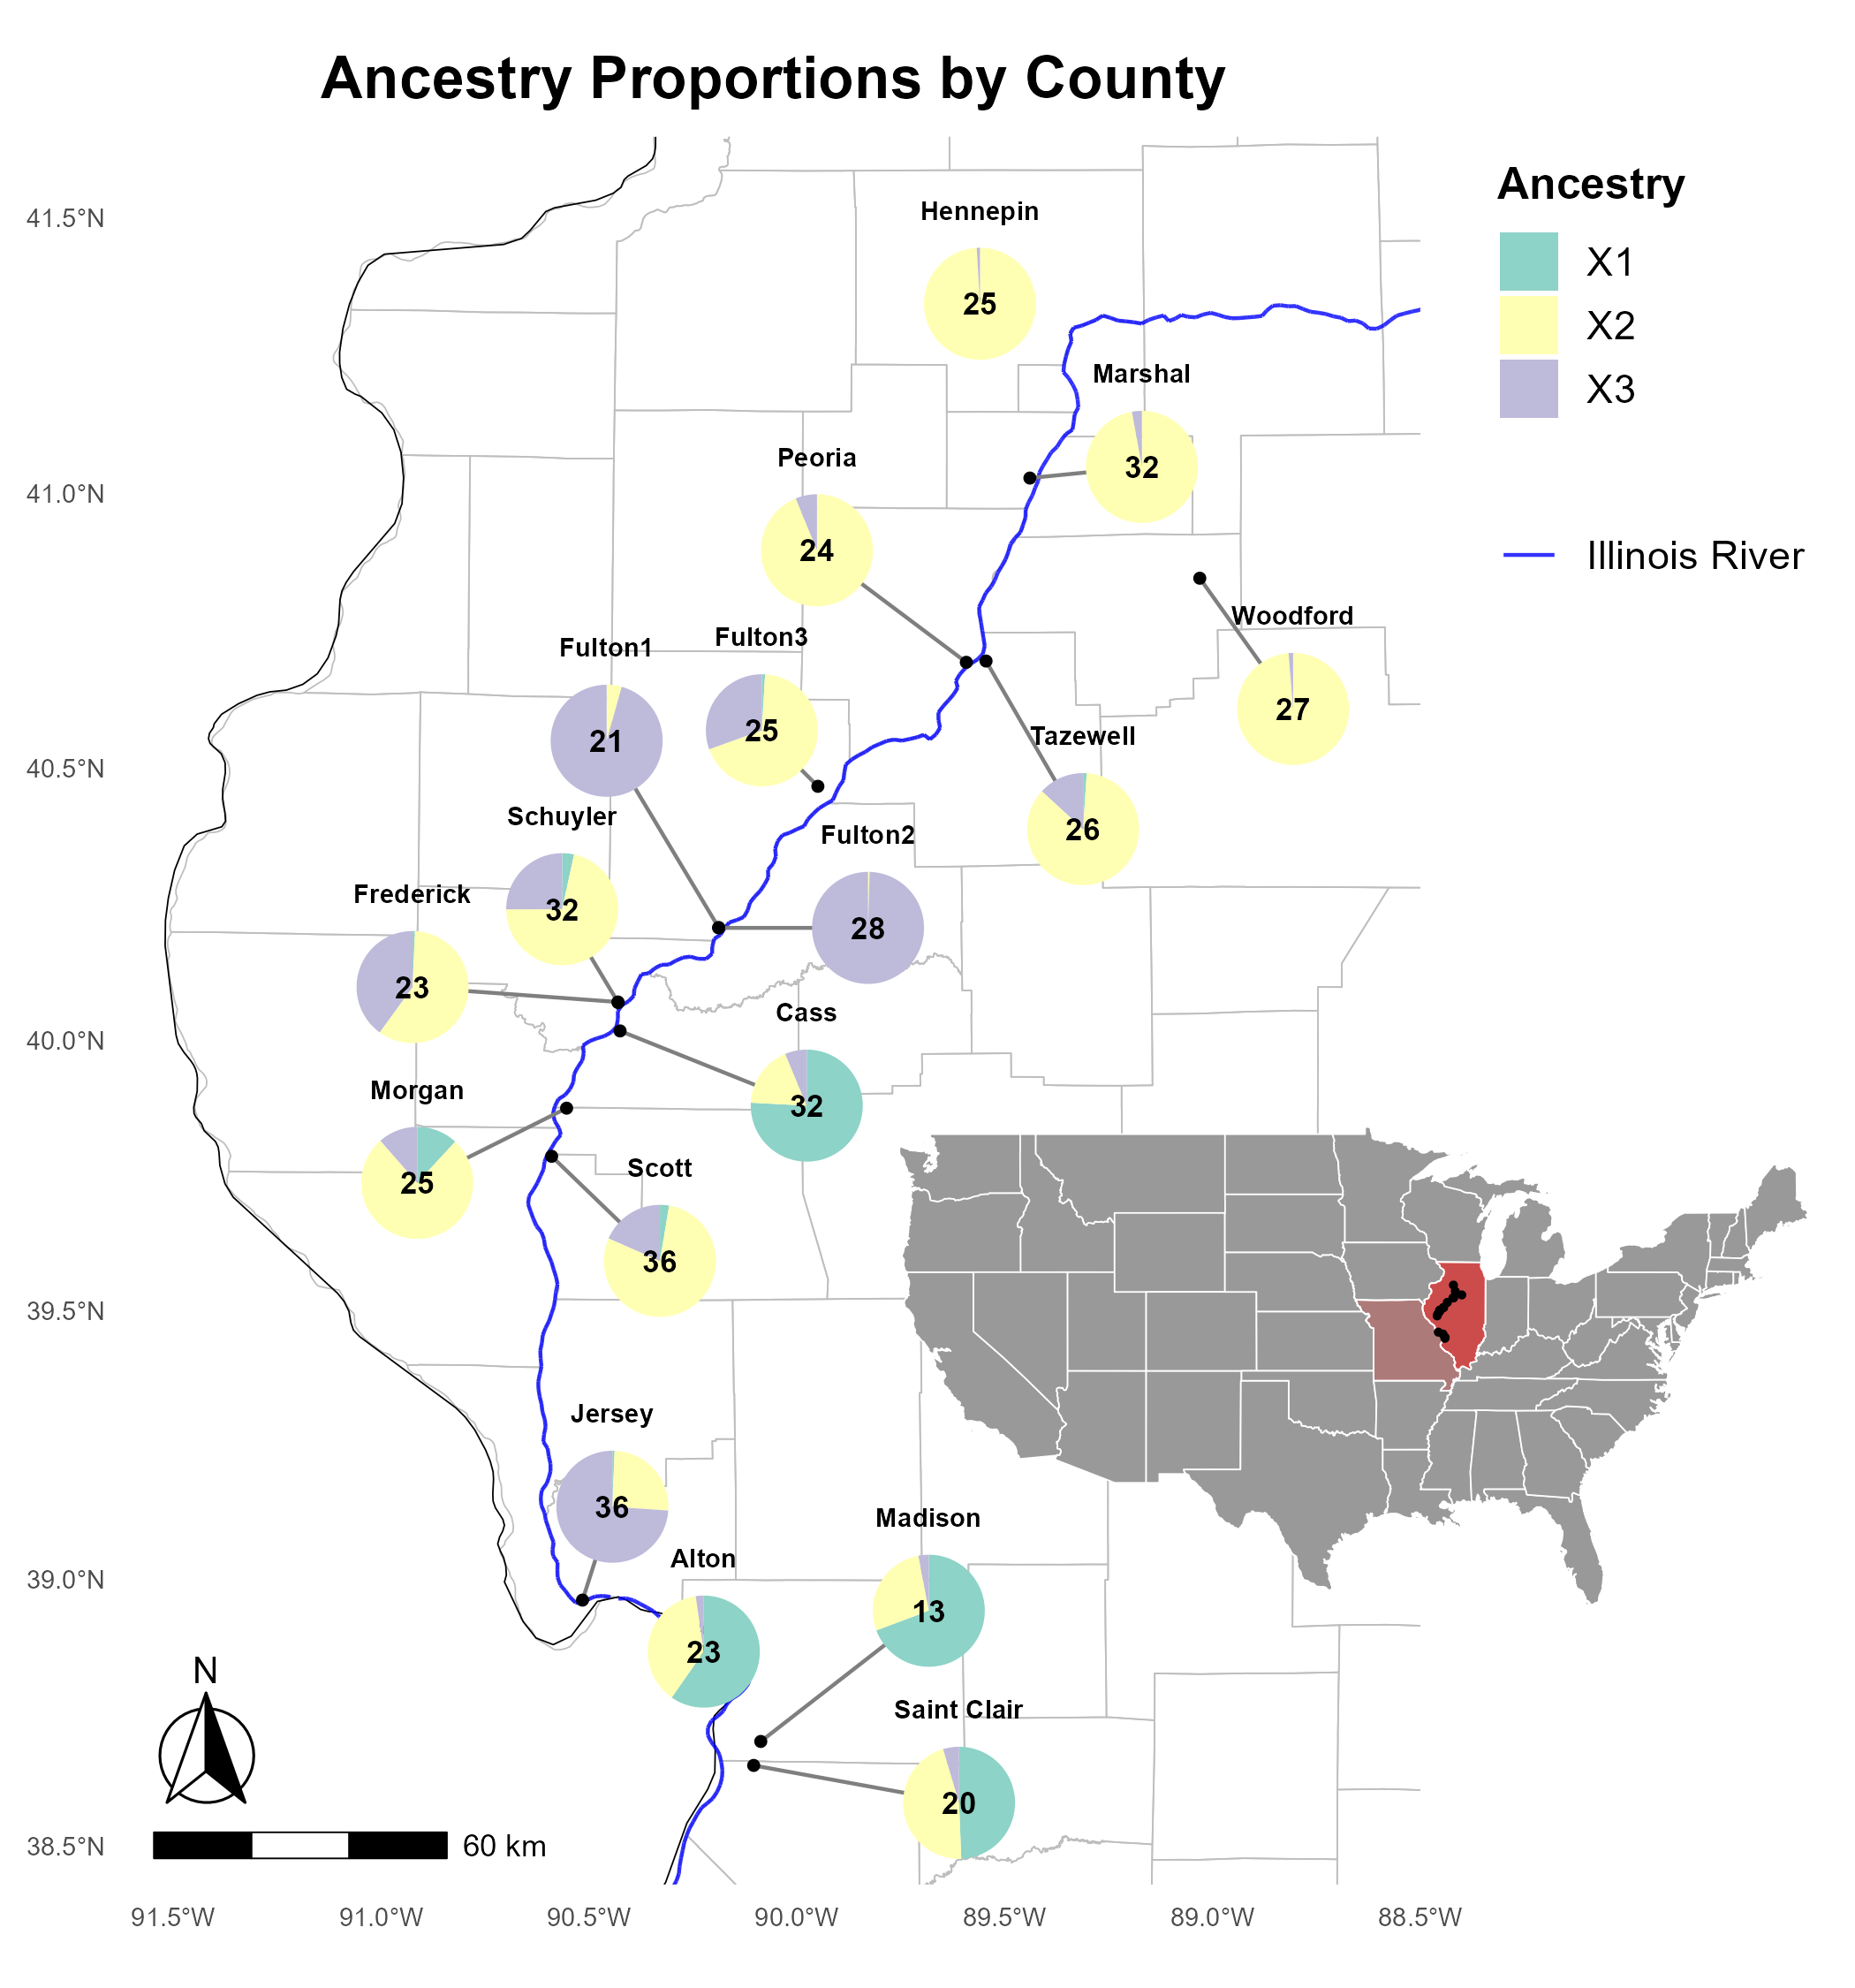 Ancestry Proportions by County
Ancestry
X1
X2
X3
Illinois River
41.5°N
41.0°N
40.5°N
40.0°N
39.5°N
39.0°N
38.5°N
Hennepin
25
Marshal
32
Peoria
24
Woodford
27
Fulton1
21
Fulton3
25
Tazewell
26
Schuyler
32
Fulton2
28
Frederick
23
Cass
32
Morgan
25
Scott
36
Jersey
36
Alton
23
Madison
13
Saint Clair
20
N
60 km
91.5°W
91.0°W
90.5°W
90.0°W
89.5°W
89.0°W
88.5°W